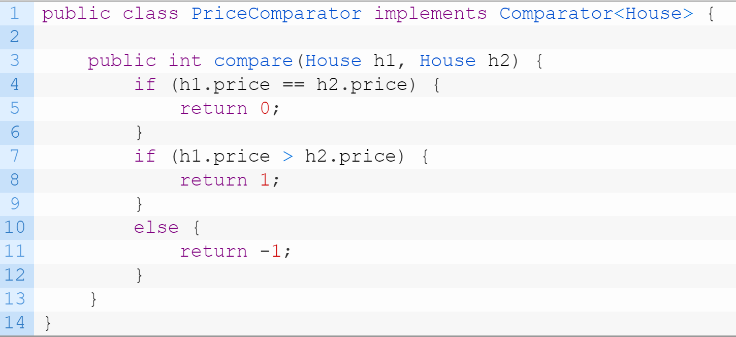 1 public class PriceComparator implements Comparator<House> {
2
3     public int compare(House h1, House h2) {
4         if (h1.price == h2.price) {
5             return 0;
6         }
7         if (h1.price > h2.price) {
8             return 1;
9         }
10         else {
11             return -1;
12         }
13     }
14 }